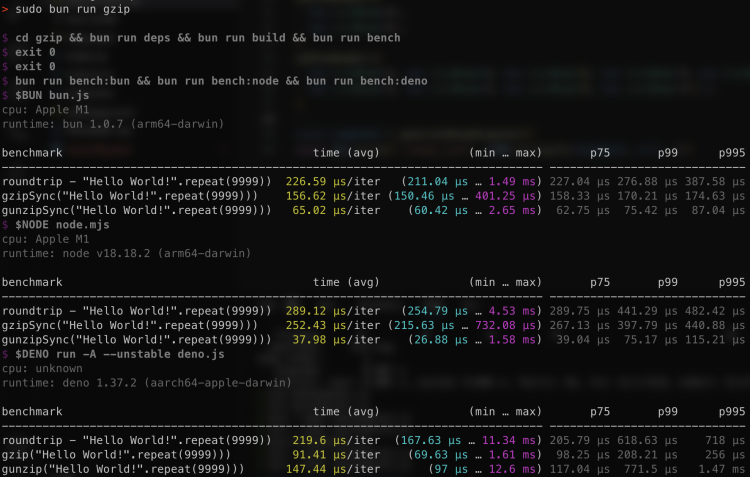 > sudo bun run gzip
$ cd gzip && bun run deps && bun run build && bun run bench
$ exit 0
$ exit 0
$ bun run bench:bun && bun run bench:node && bun run bench:deno
$ $BUN bun.js
cpu: Apple M1
runtime: bun 1.0.7 (arm64-darwin)
benchmark time (avg) (min … max) p75 p99 p995
roundtrip - "Hello World!".repeat(9999)) 226.59 µs/iter (211.04 µs … 1.49 ms) 227.04 µs 276.88 µs 387.58 µs
gzipSync("Hello World!".repeat(9999))) 156.62 µs/iter (150.46 µs … 401.25 µs) 158.33 µs 170.21 µs 174.63 µs
gunzipSync("Hello World!".repeat(9999))) 65.02 µs/iter (60.42 µs … 2.65 ms) 62.75 µs 75.42 µs 87.04 µs
$ $NODE node.mjs
cpu: Apple M1
runtime: node v18.18.2 (arm64-darwin)
benchmark time (avg) (min … max) p75 p99 p995
roundtrip - "Hello World!".repeat(9999)) 289.12 µs/iter (254.79 µs … 4.53 ms) 289.75 µs 441.29 µs 482.42 µs
gzipSync("Hello World!".repeat(9999))) 252.43 µs/iter (215.63 µs … 732.08 µs) 267.13 µs 397.79 µs 440.88 µs
gunzipSync("Hello World!".repeat(9999))) 37.98 µs/iter (26.88 µs … 1.58 ms) 39.04 µs 75.17 µs 115.21 µs
$ $DENO run -A --unstable deno.js
cpu: unknown
runtime: deno 1.37.2 (aarch64-apple-darwin)
benchmark time (avg) (min … max) p75 p99 p995
roundtrip - "Hello World!".repeat(9999)) 219.6 µs/iter (167.63 µs … 11.34 ms) 205.79 µs 618.63 µs 718 µs
gzip("Hello World!".repeat(9999))) 91.41 µs/iter (69.63 µs … 1.61 ms) 98.25 µs 208.21 µs 256 µs
gunzip("Hello World!".repeat(9999))) 147.44 µs/iter (97 µs … 12.6 ms) 117.04 µs 771.5 µs 1.47 ms